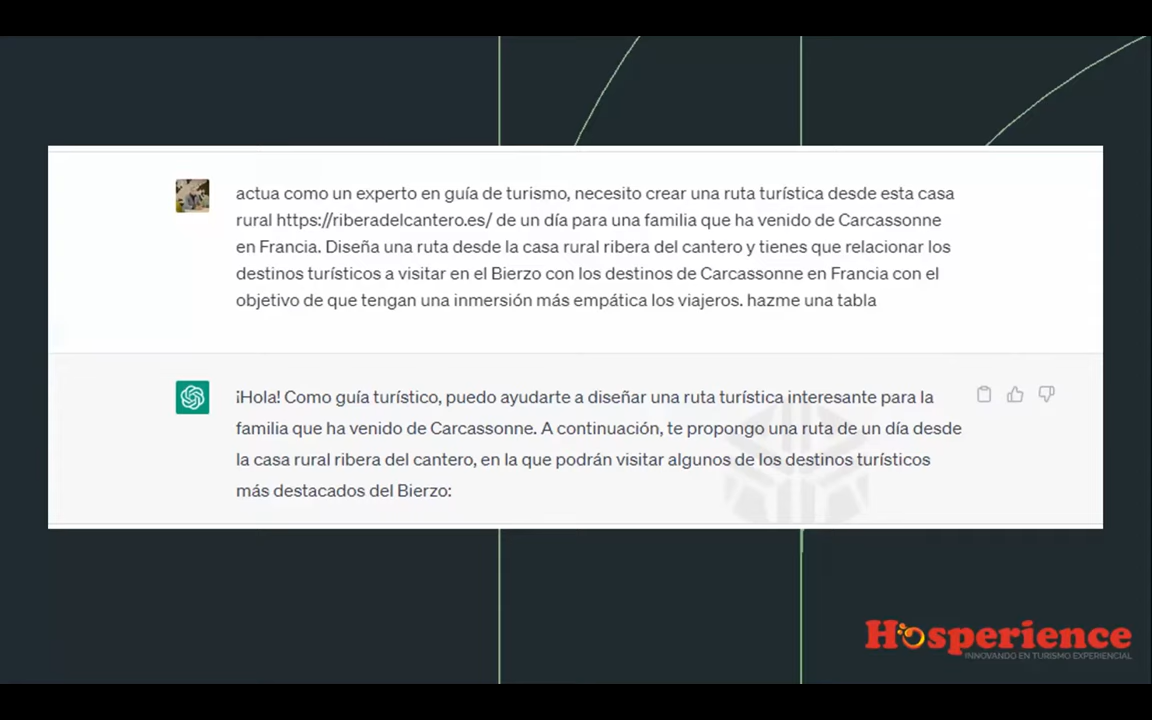 actua como un experto en guía de turismo, necesito crear una ruta turística desde esta casa
rural https://riberadelcantero.es/ de un día para una familia que ha venido de Carcassonne
en Francia. Diseña una ruta desde la casa rural ribera del cantero y tienes que relacionar los
destinos turísticos a visitar en el Bierzo con los destinos de Carcassonne en Francia con el
objetivo de que tengan una inmersión más empática los viajeros. hazme una tabla
¡Hola! Como guía turístico, puedo ayudarte a diseñar una ruta turística interesante para la
familia que ha venido de Carcassonne. A continuación, te propongo una ruta de un día desde
la casa rural ribera del cantero, en la que podrán visitar algunos de los destinos turísticos
más destacados del Bierzo:
Hosperience
INNOVANDO EN TURISMO EXPERIENCIAL